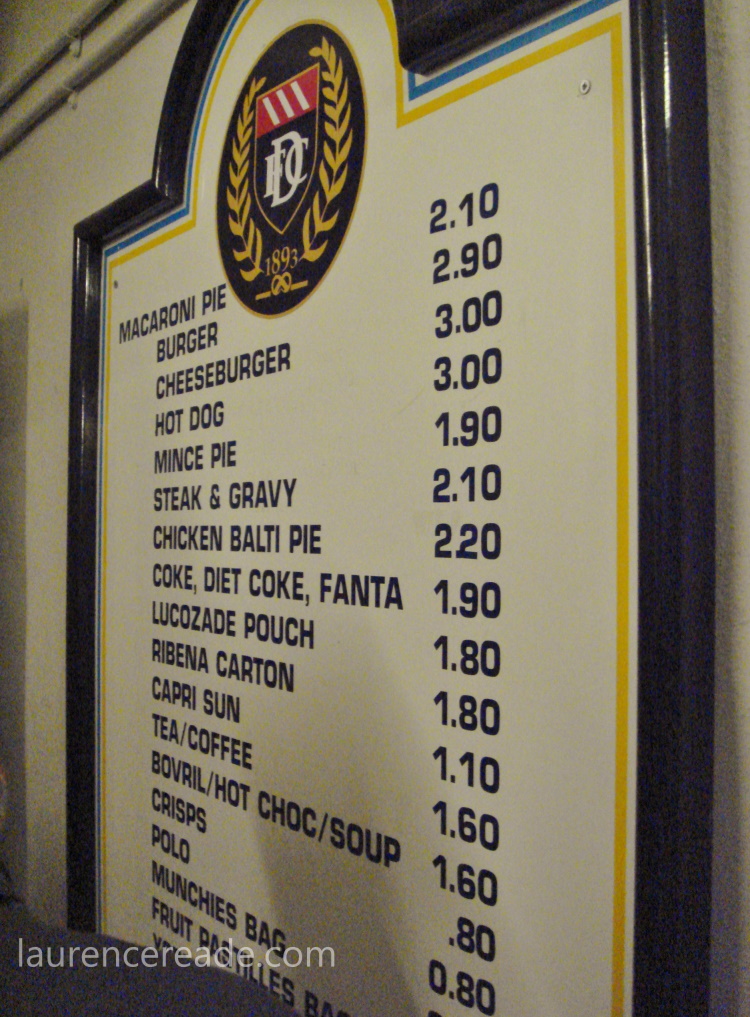 DFC
1893
MACARONI PIE 2.10
BURGER 2.90
CHEESEBURGER 3.00
HOT DOG 3.00
MINCE PIE 1.90
STEAK & GRAVY 2.10
CHICKEN BALTI PIE 2.20
COKE, DIET COKE, FANTA 1.90
LUCOZADE POUCH 1.80
RIBENA CARTON 1.80
CAPRI SUN 1.10
TEA/COFFEE 1.60
BOVRIL/HOT CHOC/SOUP 1.60
CRISPS .80
POLO 0.80
MUNCHIES BAG
FRUIT PASTILLES BAG
laurencereade.com